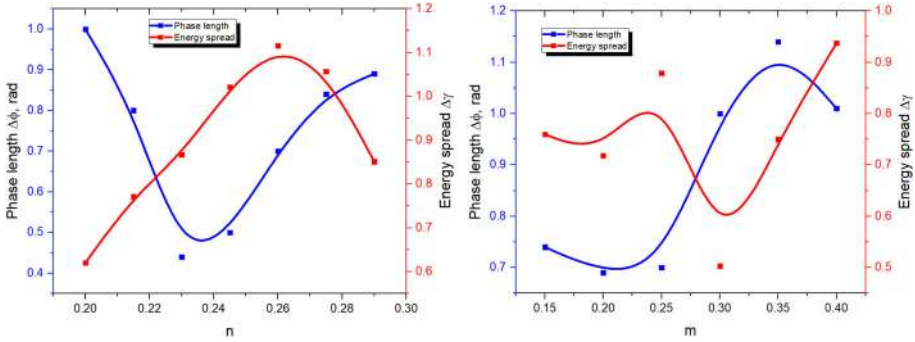 Phase length
Energy spread
1.0
0.9
0.8
0.7
0.6
0.5
0.4
Phase length Δϕ, rad
1.2
1.1
1.0
0.9
0.8
0.7
0.6
Energy spread Δγ
0.20 0.22 0.24 0.26 0.28 0.30
n
Phase length
Energy spread
1.2
1.1
1.0
0.9
0.8
0.7
Phase length Δϕ, rad
1.0
0.9
0.8
0.7
0.6
0.5
Energy spread Δγ
0.15 0.20 0.25 0.30 0.35 0.40
m